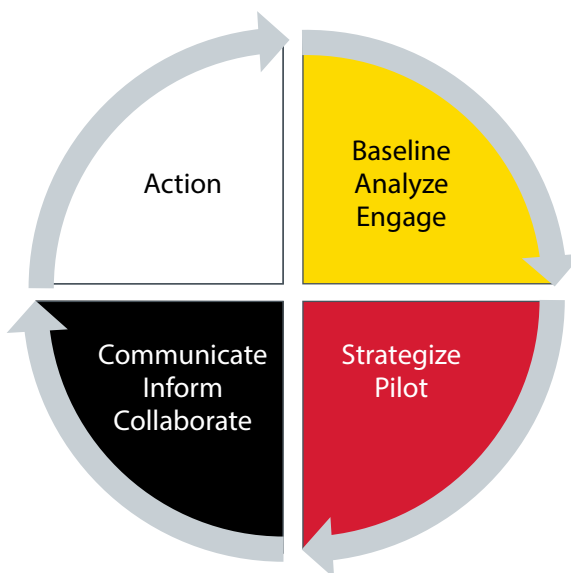 Action
Baseline
Analyze
Engage
Communicate
Inform
Collaborate
Strategize
Pilot